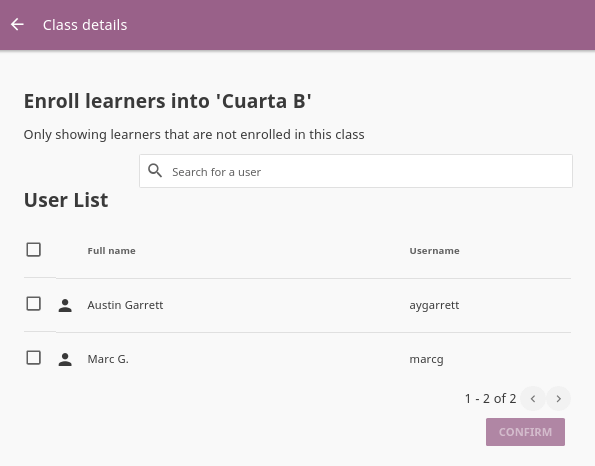 Class details
Enroll learners into 'Cuarta B'
Only showing learners that are not enrolled in this class
Search for a user
User List
Full name Username
Austin Garrett aygarrett
Marc G. marcg
1 - 2 of 2
CONFIRM